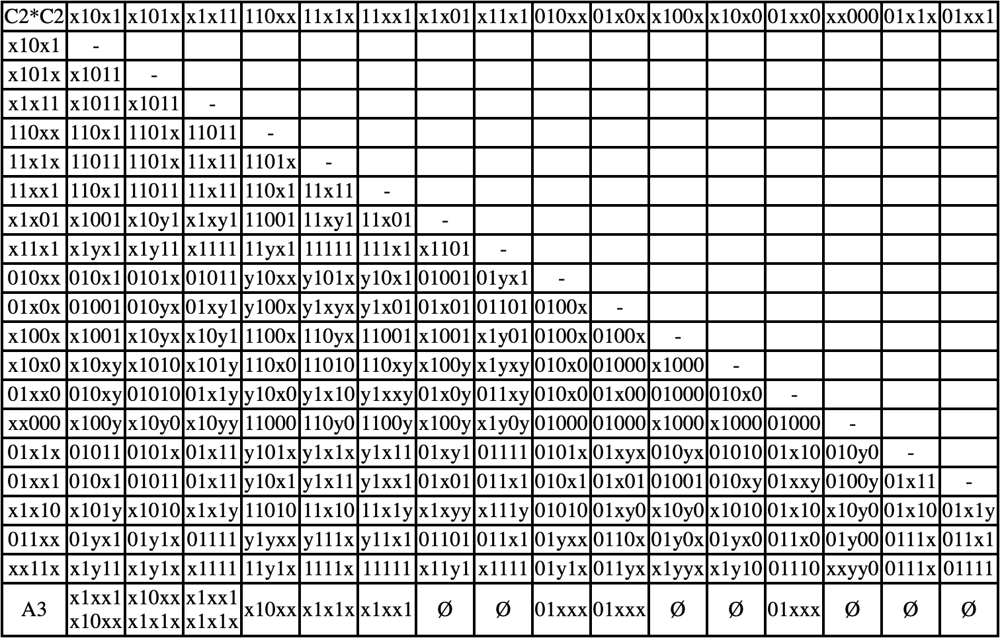 C2*C2 x10x1 x101x x1x11 110xx 11x1x 11xx1 x1x01 x11x1 010xx 01x0x x100x x10x0 01xx0 xx000 01x1x 01xx1
x10x1 -
x101x x1011 -
x1x11 x1011 x1011 -
110xx 110x1 1101x 11011 -
11x1x 11011 1101x 11x11 1101x -
11xx1 110x1 11011 11x11 110x1 11x11 -
x1x01 x1001 x10y1 x1xy1 11001 11xy1 11x01 -
x11x1 x1yx1 x1y11 x1111 11yx1 11111 111x1 x1101 -
010xx 010x1 0101x 01011 y10xx y101x y10x1 01001 01yx1 -
01x0x 01001 010yx 01xy1 y100x y1xyx y1x01 01x01 01101 0100x -
x100x x1001 x10yx x10y1 1100x 110yx 11001 x1001 x1y01 0100x 0100x -
x10x0 x10xy x1010 x101y 110x0 11010 110xy x100y x1yxy 010x0 01000 x1000 -
01xx0 010xy 01010 01x1y y10x0 y1x10 y1xxy 01x0y 011xy 010x0 01x00 01000 010x0 -
xx000 x100y x10y0 x10yy 11000 110y0 1100y x100y x1y0y 01000 01000 x1000 x1000 01000 -
01x1x 01011 0101x 01x11 y101x y1x1x y1x11 01xy1 01111 0101x 01xyx 010yx 01010 01x10 010y0 -
01xx1 010x1 01011 01x11 y10x1 y1x11 y1xx1 01x01 011x1 010x1 01x01 01001 010xy 01xxy 0100y 01x11 -
x1x10 x101y x1010 x1x1y 11010 11x10 11x1y x1xyy x111y 01010 01xy0 x10y0 x1010 01x10 x10y0 01x10 01x1y
011xx 01yx1 01y1x 01111 y1yxx y111x y11x1 01101 011x1 01yxx 0110x 01y0x 01yx0 011x0 01y00 0111x 011x1
xx11x x1y11 x1y1x x1111 11y1x 1111x 11111 x11y1 x1111 01y1x 011yx x1yyx x1y10 01110 xxyy0 0111x 01111
A3 x1xx1 x10xx x1xx1 x10xx x1x1x x1xx1 Ø Ø 01xxx 01xxx Ø Ø 01xxx Ø Ø Ø
x10xx x1x1x x1x1x